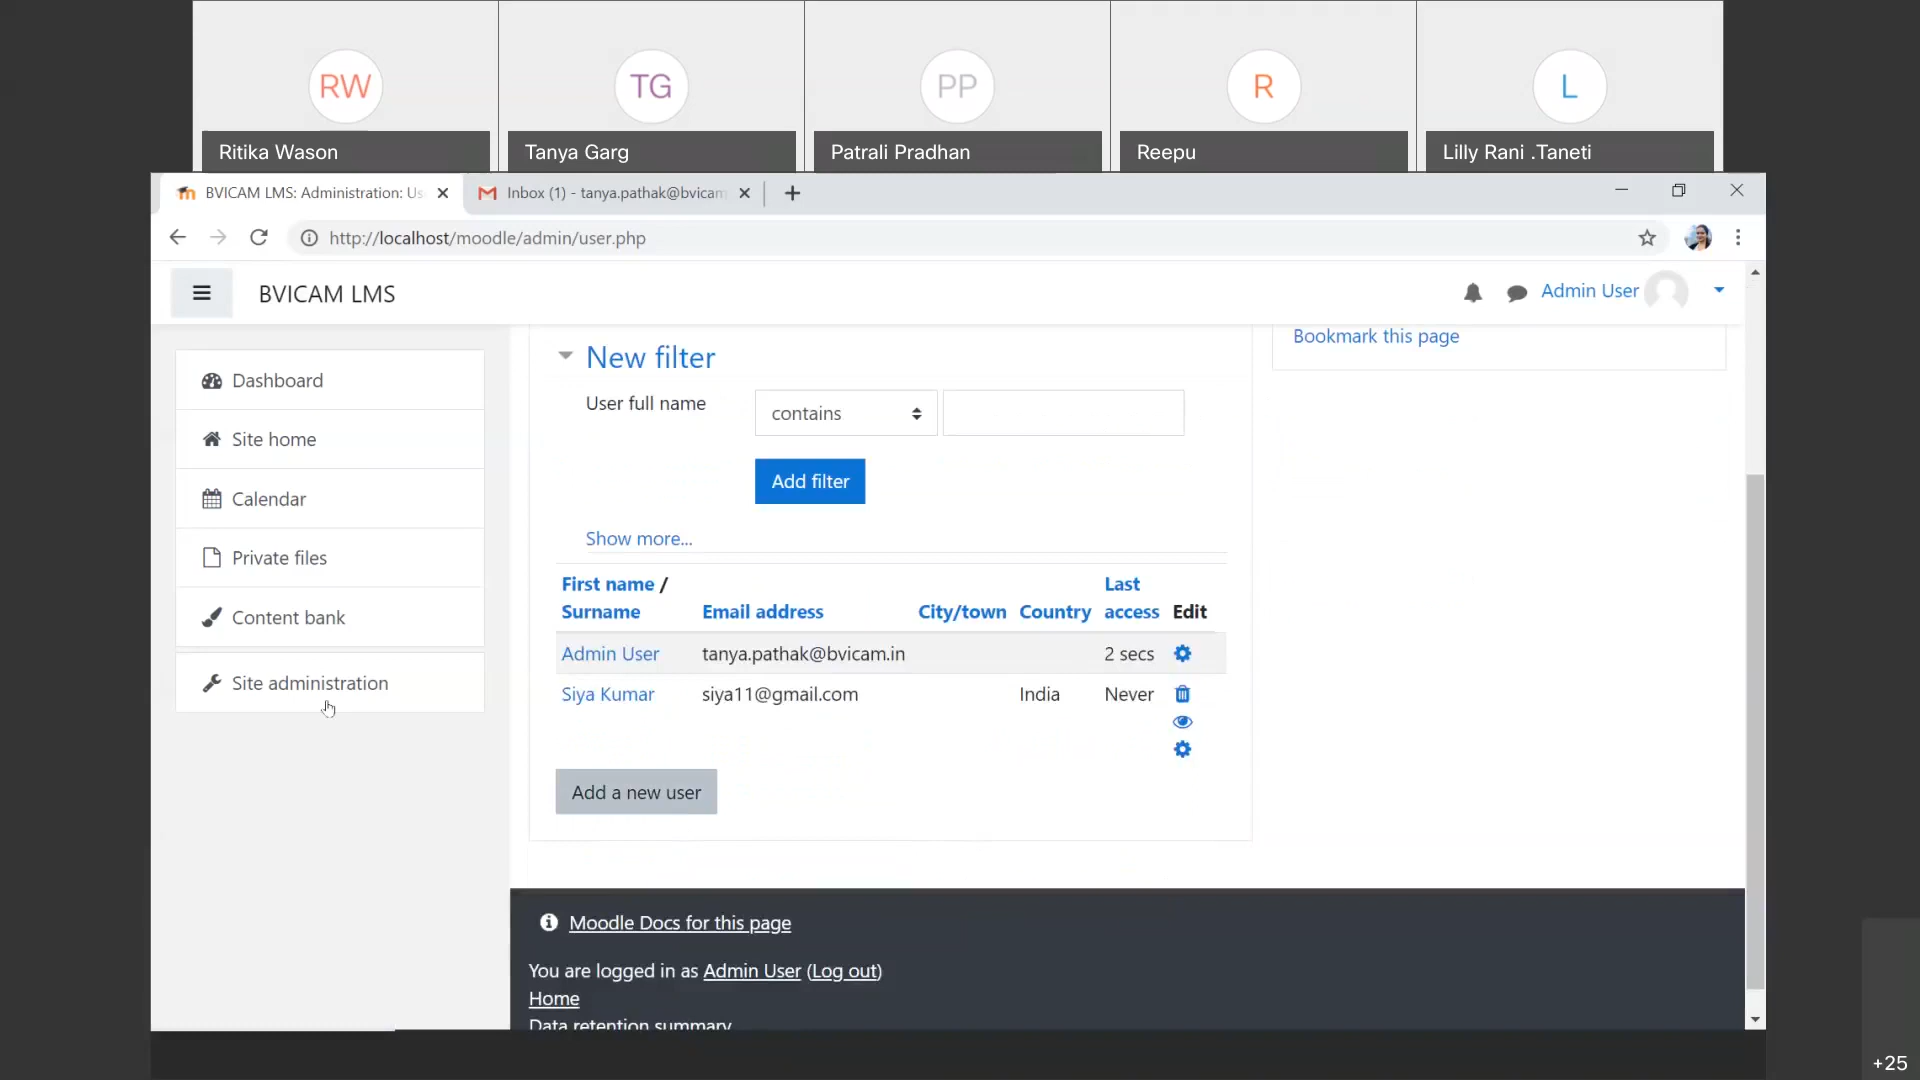 RW
TG
PP
R
L
Ritika Wason
Tanya Garg
Patrali Pradhan
Reepu
Lilly Rani .Taneti
BVICAM LMS: Administration: Us
Inbox (1) - tanya.pathak@bvicam
http://localhost/moodle/admin/user.php
BVICAM LMS
Admin User
Bookmark this page
Dashboard
Site home
Calendar
Private files
Content bank
Site administration
New filter
User full name
contains
Add filter
Show more...
First name / Surname
Email address
City/town
Country
Last access
Edit
Admin User tanya.pathak@bvicam.in 2 secs
Siya Kumar siya11@gmail.com India Never
Add a new user
Moodle Docs for this page
You are logged in as Admin User (Log out)
Home
Data retention summary
+25